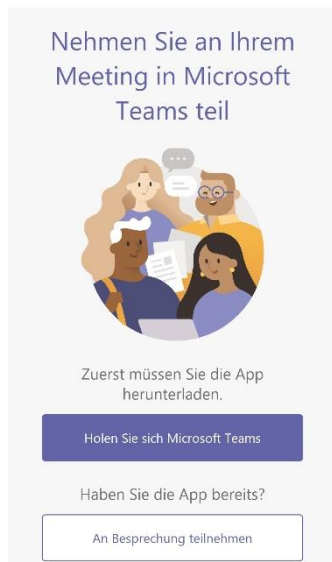 Nehmen Sie an Ihrem
Meeting in Microsoft
Teams teil
Zuerst müssen Sie die App
herunterladen.
Holen Sie sich Microsoft Teams
Haben Sie die App bereits?
An Besprechung teilnehmen